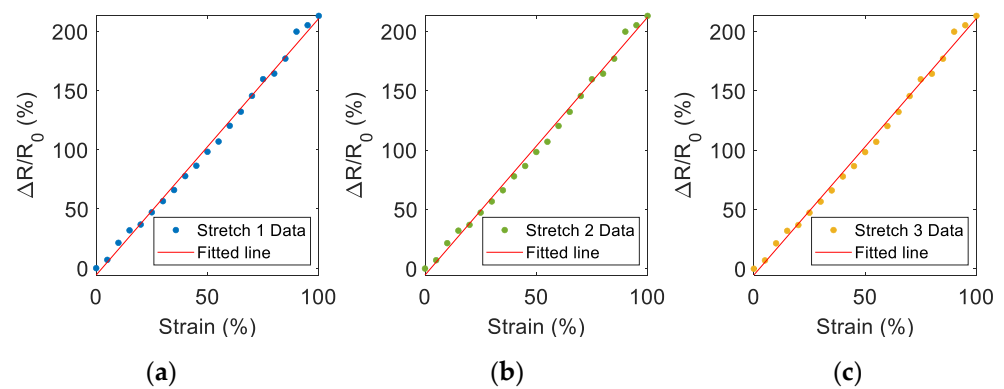 200
150
100
50
0
ΔR/R0 (%)
Stretch 1 Data
Fitted line
0
50
100
Strain (%)
(a)
200
150
100
50
0
ΔR/R0 (%)
Stretch 2 Data
Fitted line
0
50
100
Strain (%)
(b)
200
150
100
50
0
ΔR/R0 (%)
Stretch 3 Data
Fitted line
0
50
100
Strain (%)
(c)